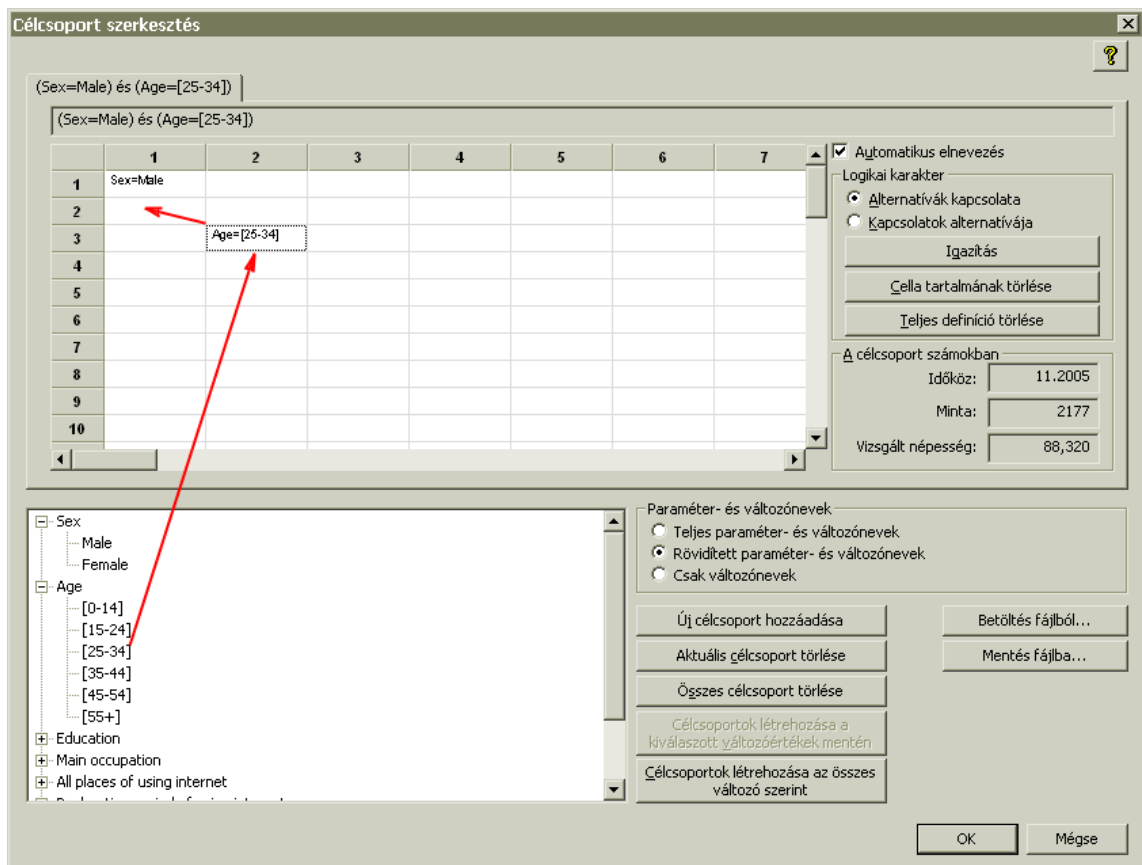 Célcsoport szerkesztés
(Sex=Male) és (Age=[25-34])
(Sex=Male) és (Age=[25-34])
1 2 3 4 5 6 7
1 Sex=Male
2
3 Age=[25-34]
4
5
6
7
8
9
10
Automatikus elnevezés
Logikai karakter
Alternatívák kapcsolata
Kapcsolatok alternatívája
Igazítás
Cella tartalmának törlése
Teljes definíció törlése
A célcsoport számokban
Időköz: 11.2005
Minta: 2177
Vizsgált népesség: 88,320
Sex
Male
Female
Age
[0-14]
[15-24]
[25-34]
[35-44]
[45-54]
[55+]
Education
Main occupation
All places of using internet
Paraméter- és változónevek
Teljes paraméter- és változónevek
Rövidített paraméter- és változónevek
Csak változónevek
Új célcsoport hozzáadása
Aktuális célcsoport törlése
Összes célcsoport törlése
Célcsoportok létrehozása a
kiválaszott változóértékek mentén
Célcsoportok létrehozása az összes
változó szerint
Betöltés fájlból...
Mentés fájlba...
OK
Mégse